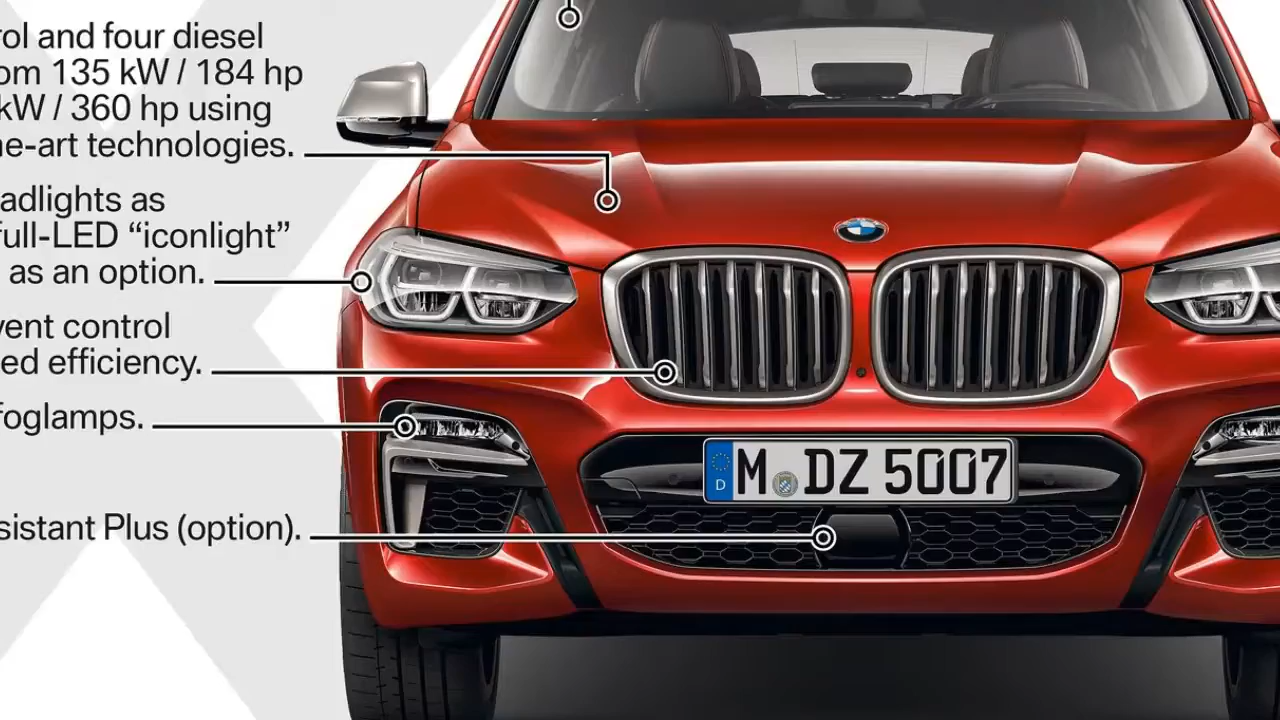 rol and four diesel
om 135 kW / 184 hp
kW / 360 hp using
e-art technologies.
adlights as
full-LED “iconlight”
as an option.
vent control
ed efficiency.
foglamps.
sistant Plus (option).
BMW
M DZ 5007
D